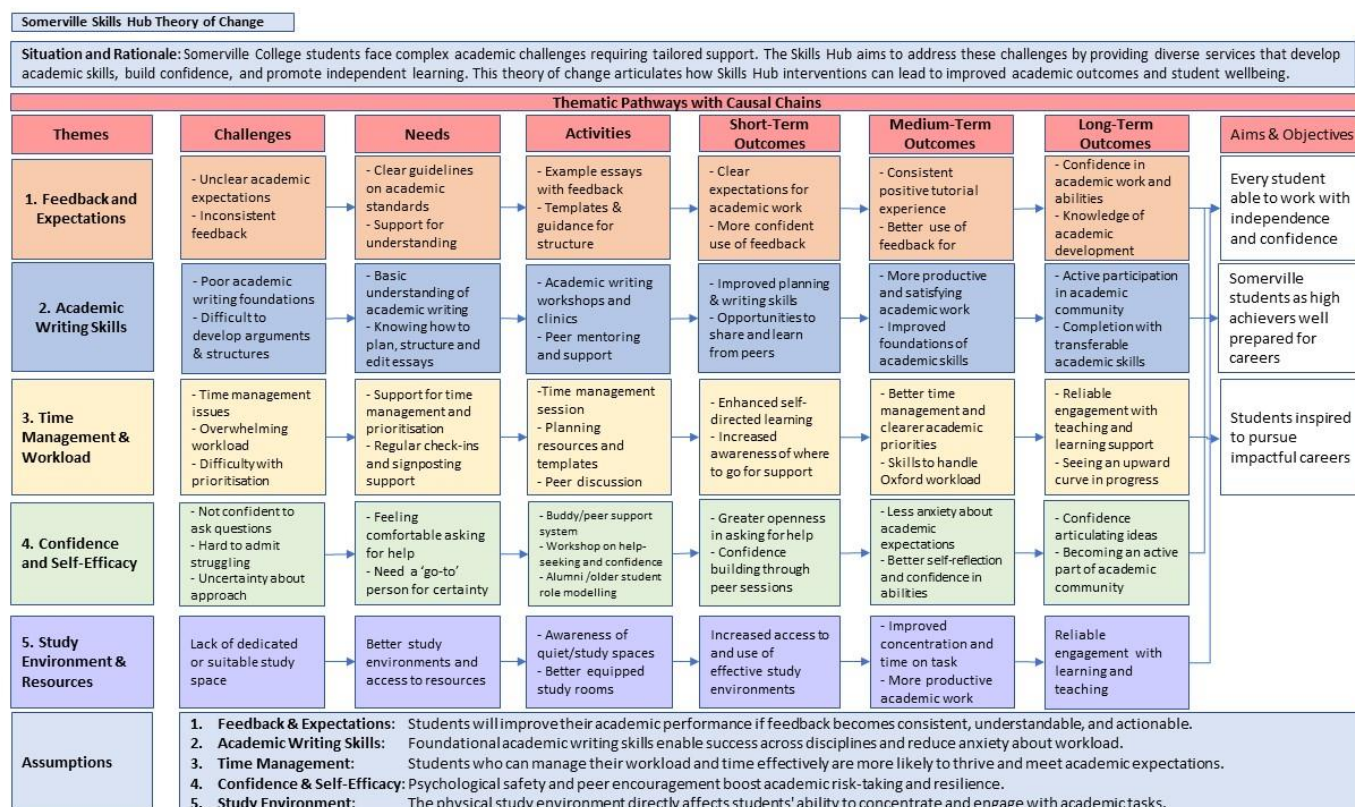 Somerville Skills Hub Theory of Change
Situation and Rationale: Somerville College students face complex academic challenges requiring tailored support. The Skills Hub aims to address these challenges by providing diverse services that develop
academic skills, build confidence, and promote independent learning. This theory of change articulates how Skills Hub interventions can lead to improved academic outcomes and student wellbeing.
Thematic Pathways with Causal Chains
Themes
Challenges
Needs
Activities
Short-Term
Outcomes
Medium-Term
Outcomes
Long-Term
Outcomes
Aims & Objectives
1. Feedback and
Expectations
- Unclear academic
expectations
- Inconsistent
feedback
- Clear guidelines
on academic
standards
- Support for
understanding
- Example essays
with feedback
- Templates &
guidance for
structure
- Clear
expectations for
academic work
- More confident
use of feedback
- Consistent
positive tutorial
experience
- Better use of
feedback for
- Confidence in
academic work and
abilities
- Knowledge of
academic
development
Every student
able to work with
independence
and confidence
2. Academic
Writing Skills
- Poor academic
writing foundations
- Difficult to
develop arguments
& structures
- Basic
understanding of
academic writing
- Knowing how to
plan, structure and
edit essays
- Academic writing
workshops and
clinics
- Peer mentoring
and support
- Improved planning
& writing skills
- Opportunities to
share and learn
from peers
- More productive
and satisfying
academic work
- Improved
foundations of
academic skills
- Active participation
in academic
community
- Completion with
transferable
academic skills
Somerville
students as high
achievers well
prepared for
careers
3. Time
Management &
Workload
- Time management
issues
- Overwhelming
workload
- Difficulty with
prioritisation
- Support for time
management and
prioritisation
- Regular check-ins
and signposting
support
-Time management
session
- Planning
resources and
templates
- Peer discussion
- Enhanced self-
directed learning
- Increased
awareness of where
to go for support
- Better time
management and
clearer academic
priorities
- Skills to handle
Oxford workload
- Reliable
engagement with
teaching and
learning support
- Seeing an upward
curve in progress
Students inspired
to pursue
impactful careers
4. Confidence
and Self-Efficacy
- Not confident to
ask questions
- Hard to admit
struggling
- Uncertainty about
approach
- Feeling
comfortable asking
for help
- Need a ‘go-to’
person for certainty
- Buddy/peer support
system
- Workshop on help-
seeking and confidence
- Alumni /older student
role modelling
- Greater openness
in asking for help
- Confidence
building through
peer sessions
- Less anxiety about
academic
expectations
- Better self-reflection
and confidence in
abilities
- Confidence
articulating ideas
- Becoming an active
part of academic
community
5. Study
Environment &
Resources
Lack of dedicated
or suitable study
space
Better study
environments and
access to resources
- Awareness of
quiet/study spaces
- Better equipped
study rooms
Increased access to
and use of
effective study
environments
- Improved
concentration and
time on task
- More productive
academic work
Reliable
engagement with
learning and
teaching
Assumptions
1. Feedback & Expectations: Students will improve their academic performance if feedback becomes consistent, understandable, and actionable.
2. Academic Writing Skills: Foundational academic writing skills enable success across disciplines and reduce anxiety about workload.
3. Time Management: Students who can manage their workload and time effectively are more likely to thrive and meet academic expectations.
4. Confidence & Self-Efficacy: Psychological safety and peer encouragement boost academic risk-taking and resilience.
5. Study Environment: The physical study environment directly affects students' ability to concentrate and engage with academic tasks.